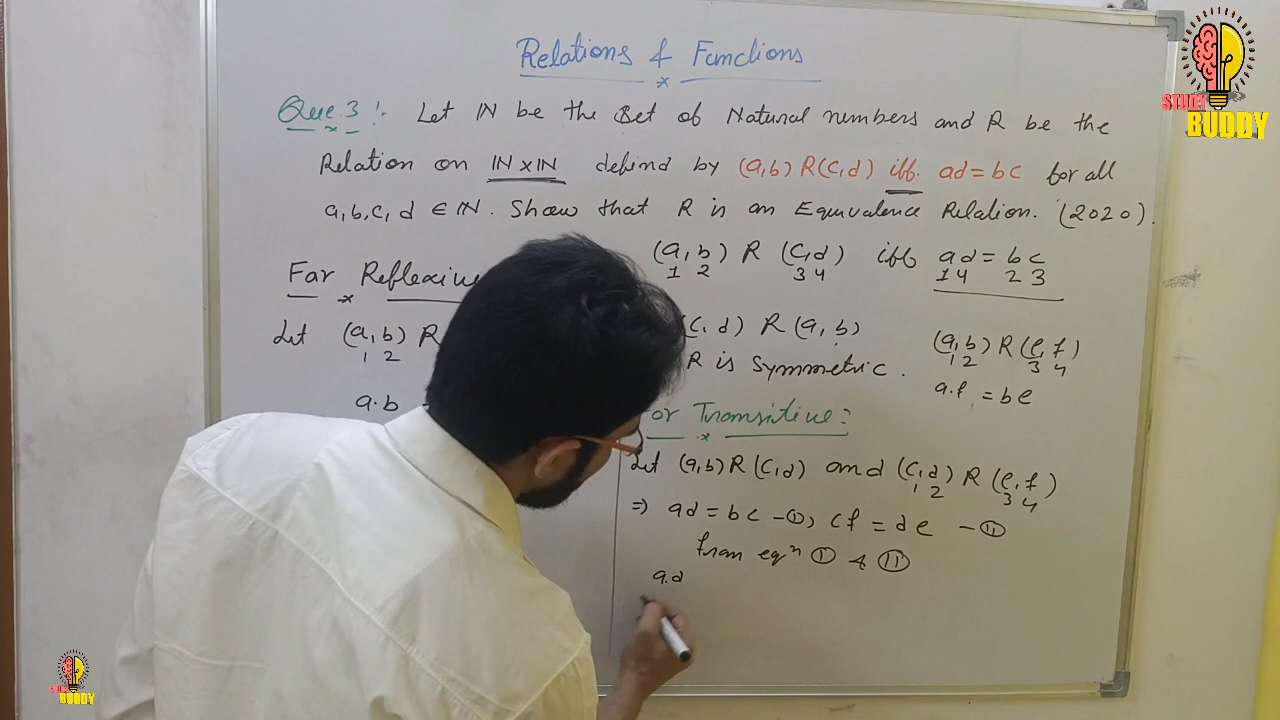 Relations & Functions
Que.3 :- Let IN be the Set of Natural numbers and R be the
Relation on IN x IN defind by (a,b) R (c,d) iff. ad = bc for all
a,b,c,d ∈ IN. Show that R is an Equivalence Relation. (2020).
For Reflexive
Let (a,b) R
1 2
a.b
(a,b) R (c,d) iff ad = bc
1 2 3 4 1 4 2 3
c,d) R (a,b)
R is Symmetric.
(a,b) R (e,f)
1 2 3 4
a.f = be
For Transitive:
Let (a,b) R (c,d) and (c,d) R (e,f)
1 2 3 4
=> ad = bc - (I), cf = de - (II)
from eqn (I) & (II)
a.d
STUDY
BUDDY
STUDY
BUDDY